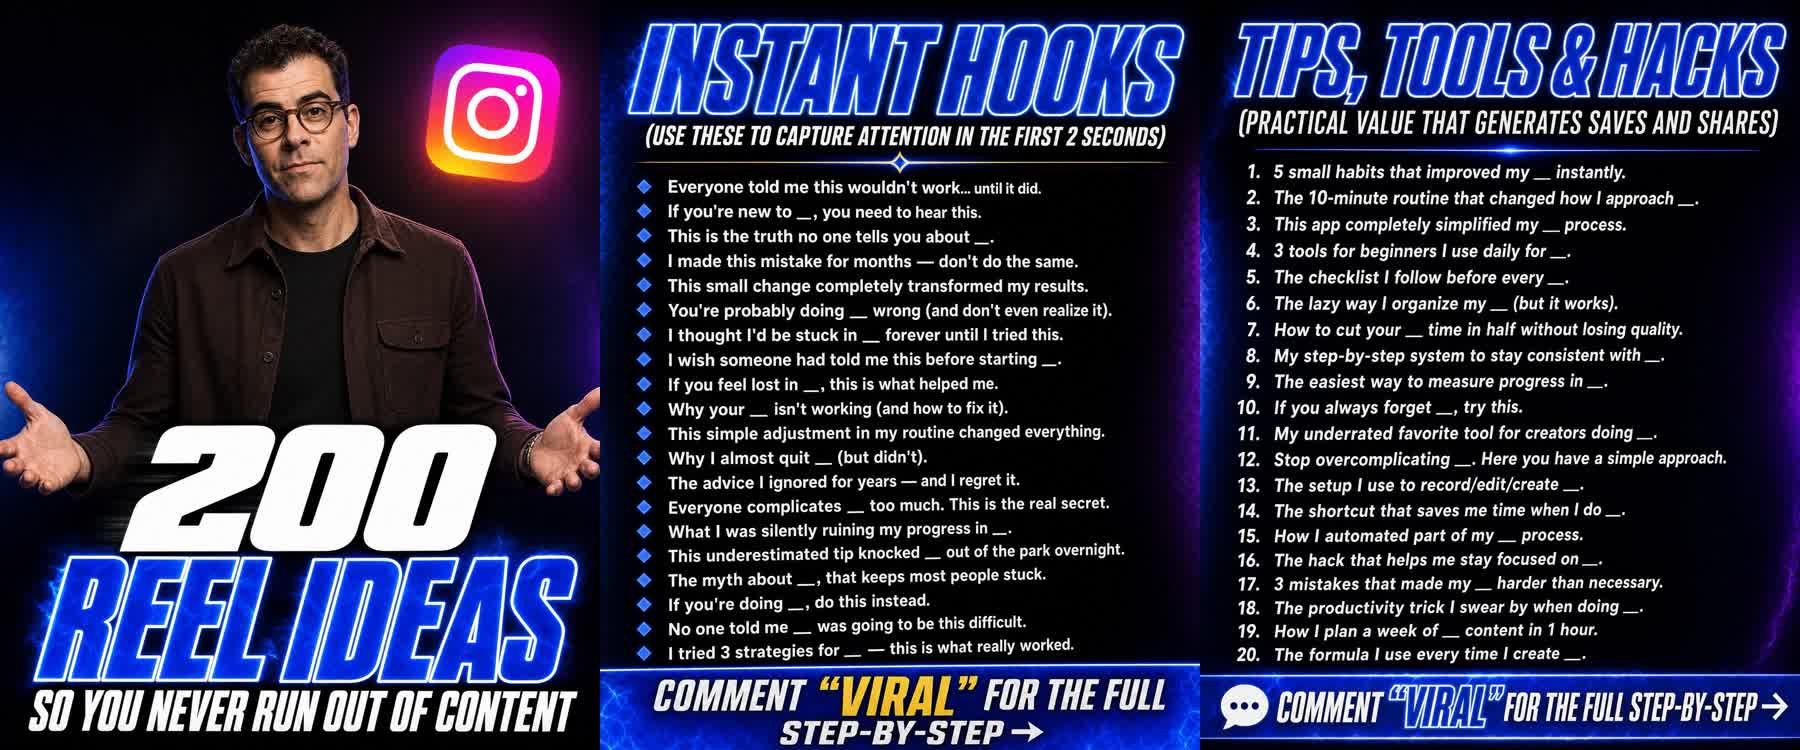 200
REEL IDEAS
SO YOU NEVER RUN OUT OF CONTENT
INSTANT HOOKS
(USE THESE TO CAPTURE ATTENTION IN THE FIRST 2 SECONDS)
Everyone told me this wouldn't work... until it did.
If you're new to __, you need to hear this.
This is the truth no one tells you about __.
I made this mistake for months — don't do the same.
This small change completely transformed my results.
You're probably doing __ wrong (and don't even realize it).
I thought I'd be stuck in __ forever until I tried this.
I wish someone had told me this before starting __.
If you feel lost in __, this is what helped me.
Why your __ isn't working (and how to fix it).
This simple adjustment in my routine changed everything.
Why I almost quit __ (but didn't).
The advice I ignored for years — and I regret it.
Everyone complicates __ too much. This is the real secret.
What I was silently ruining my progress in __.
This underestimated tip knocked __ out of the park overnight.
The myth about __, that keeps most people stuck.
If you're doing __, do this instead.
No one told me __ was going to be this difficult.
I tried 3 strategies for __ — this is what really worked.
COMMENT "VIRAL" FOR THE FULL
STEP-BY-STEP →
TIPS, TOOLS & HACKS
(PRACTICAL VALUE THAT GENERATES SAVES AND SHARES)
1. 5 small habits that improved my __ instantly.
2. The 10-minute routine that changed how I approach __.
3. This app completely simplified my __ process.
4. 3 tools for beginners I use daily for __.
5. The checklist I follow before every __.
6. The lazy way I organize my __ (but it works).
7. How to cut your __ time in half without losing quality.
8. My step-by-step system to stay consistent with __.
9. The easiest way to measure progress in __.
10. If you always forget __, try this.
11. My underrated favorite tool for creators doing __.
12. Stop overcomplicating __. Here you have a simple approach.
13. The setup I use to record/edit/create __.
14. The shortcut that saves me time when I do __.
15. How I automated part of my __ process.
16. The hack that helps me stay focused on __.
17. 3 mistakes that made my __ harder than necessary.
18. The productivity trick I swear by when doing __.
19. How I plan a week of __ content in 1 hour.
20. The formula I use every time I create __.
COMMENT "VIRAL" FOR THE FULL STEP-BY-STEP →